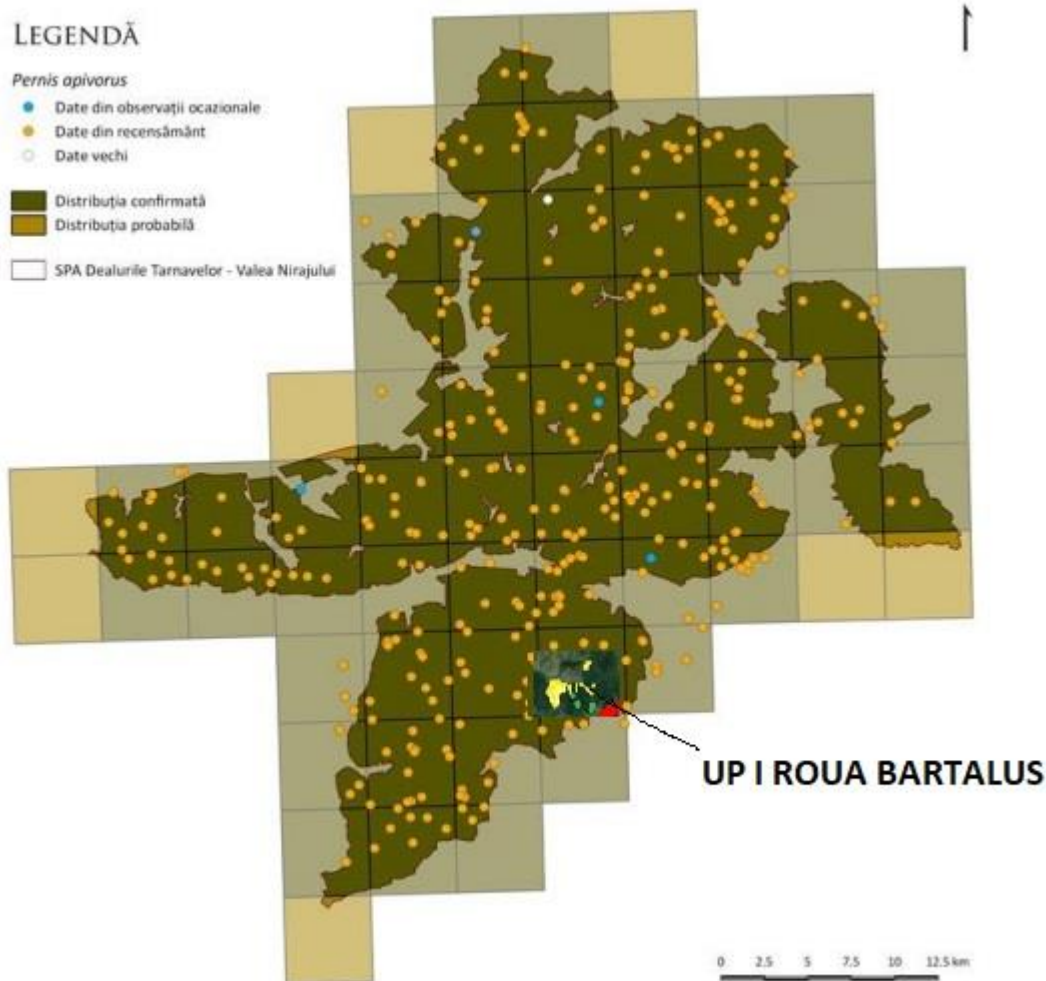 LEGENDĂ
Pernis apivorus
Date din observații ocazionale
Date din recensământ
Date vechi
Distribuția confirmată
Distribuția probabilă
SPA Dealurile Tarnavelor - Valea Nirajului
UP I ROUA BARTALUS
0 2.5 5 7.5 10 12.5 km